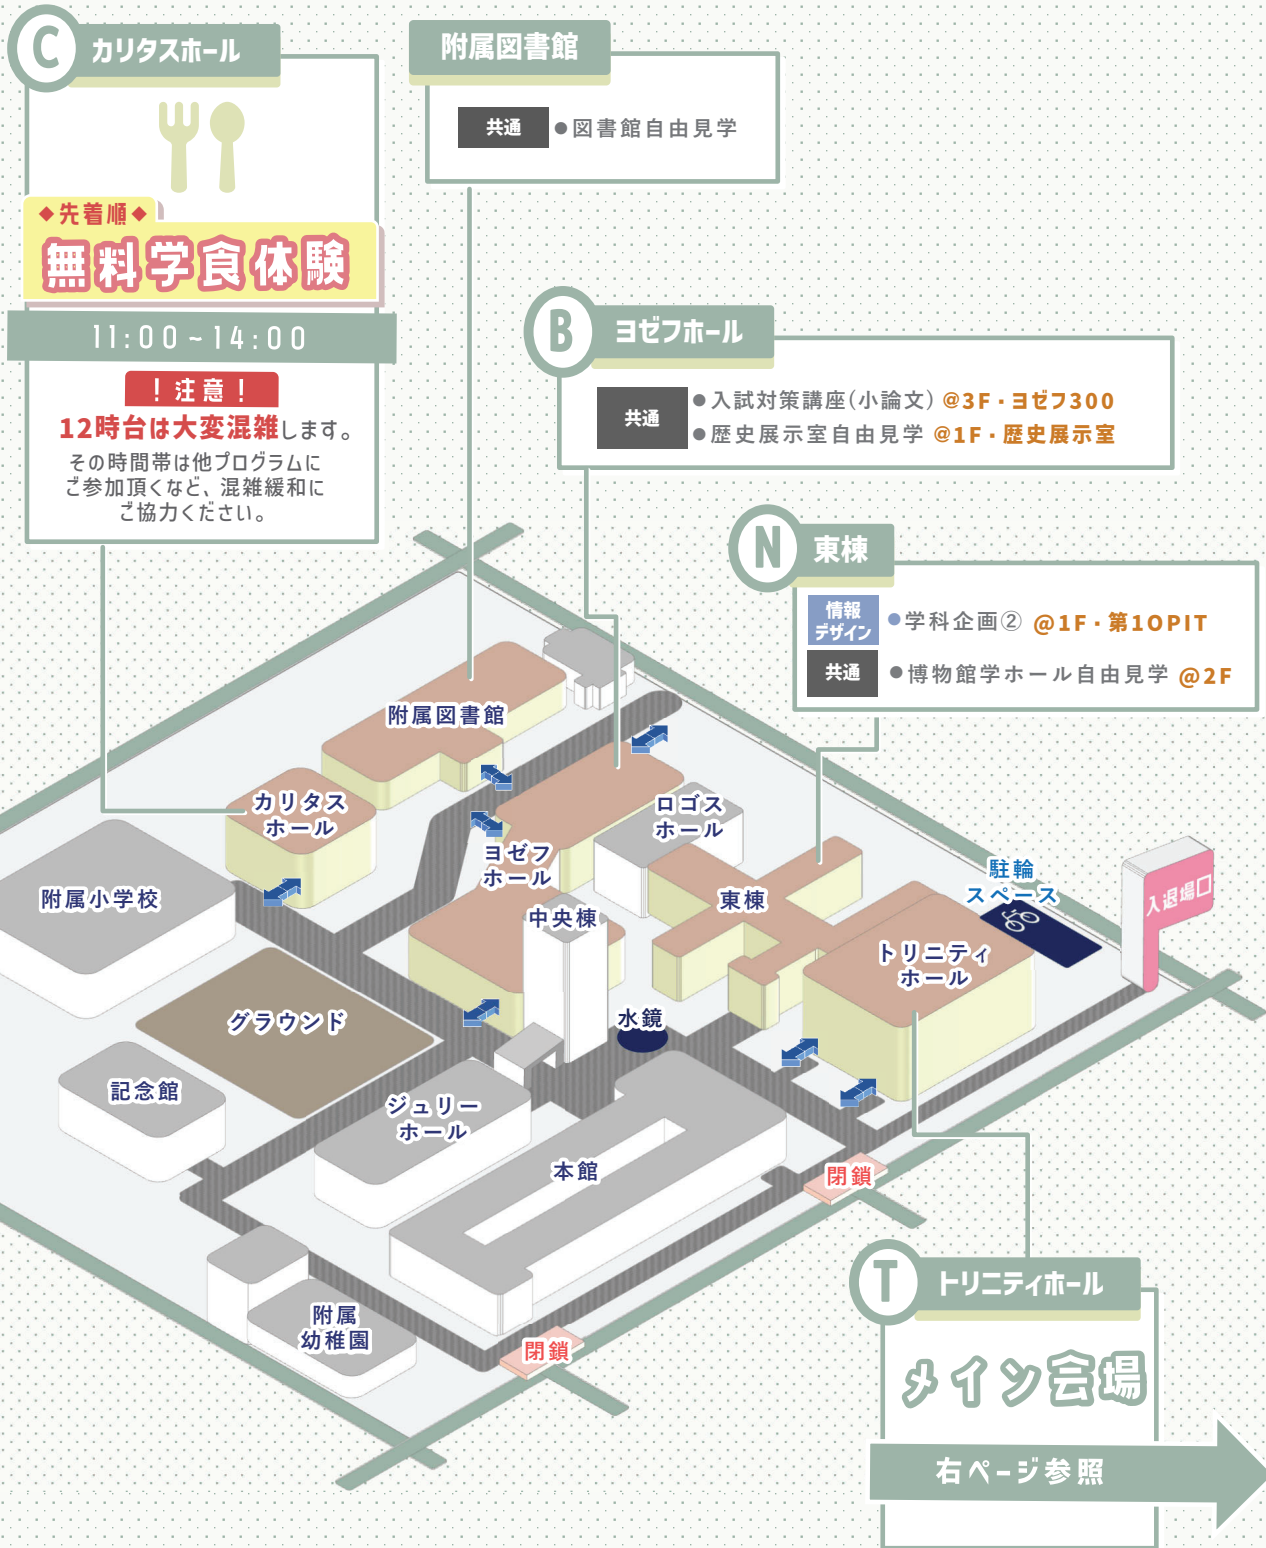 C カリタスホール
◆先着順◆
無料学食体験
11:00~14:00
！注意！
12時台は大変混雑します。
その時間帯は他プログラムに
ご参加頂くなど、混雑緩和に
ご協力ください。
附属図書館
共通 ●図書館自由見学
B ヨゼフホール
共通
●入試対策講座(小論文) @3F・ヨゼフ300
●歴史展示室自由見学 @1F・歴史展示室
N 東棟
情報
デザイン
●学科企画② @1F・第1OPIT
共通 ●博物館学ホール自由見学 @2F
附属図書館
カリタス
ホール
ロゴス
ホール
ヨゼフ
ホール
附属小学校
中央棟
東棟
駐輪
スペース
入退場口
トリニティ
ホール
グラウンド
水鏡
記念館
ジュリー
ホール
本館
閉鎖
附属
幼稚園
閉鎖
T トリニティホール
メイン会場
右ページ参照